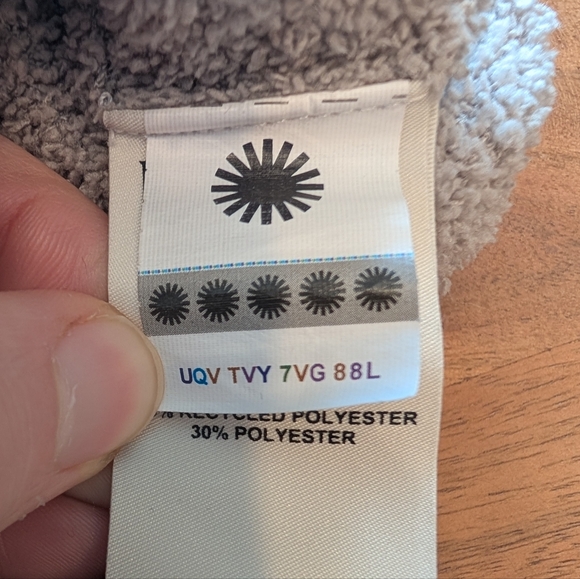 UQV TVY 7VG 88L
% RECYCLED POLYESTER
30% POLYESTER